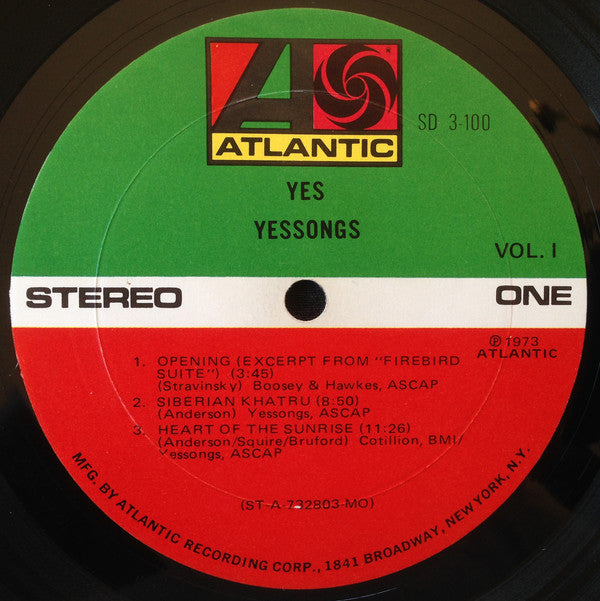 A
®
ATLANTIC
SD 3-100
YES
YESSONGS
VOL. I
STEREO
ONE
℗ 1973
ATLANTIC
1. OPENING (EXCERPT FROM "FIREBIRD
SUITE") (3:45)
(Stravinsky) Boosey & Hawkes, ASCAP
2. SIBERIAN KHATRU (8:50)
(Anderson) Yessongs, ASCAP
3. HEART OF THE SUNRISE (11:26)
(Anderson/Squire/Bruford) Cotillion, BMI/
Yessongs, ASCAP
(ST-A-732803-MO)
MFG. BY ATLANTIC RECORDING CORP., 1841 BROADWAY, NEW YORK, N.Y.